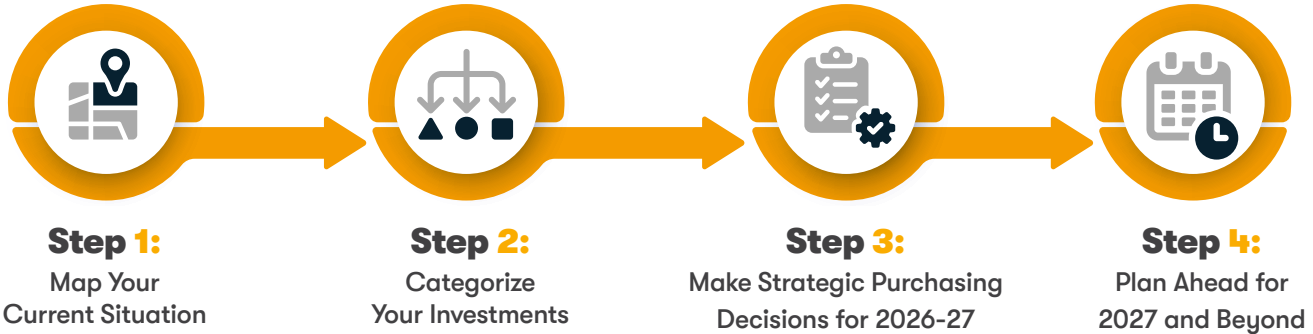 Step 1:
Map Your
Current Situation
Step 2:
Categorize
Your Investments
Step 3:
Make Strategic Purchasing
Decisions for 2026-27
Step 4:
Plan Ahead for
2027 and Beyond